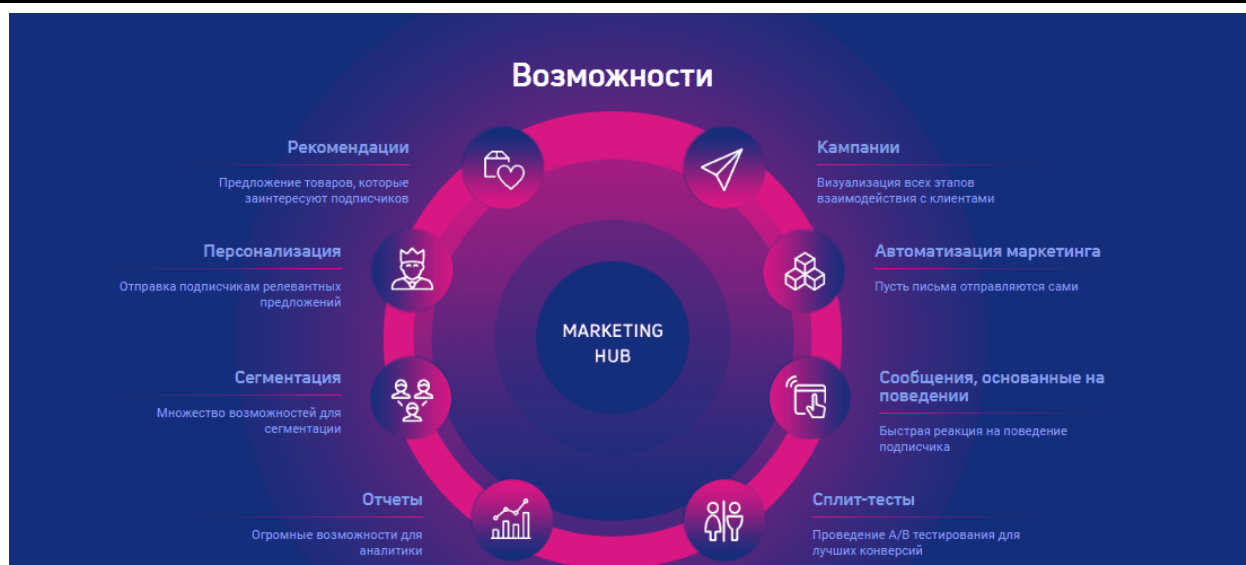 Возможности
Рекомендации
Предложение товаров, которые
заинтересуют подписчиков
Кампании
Визуализация всех этапов
взаимодействия с клиентами
Персонализация
Отправка подписчикам релевантных
предложений
Автоматизация маркетинга
Пусть письма отправляются сами
MARKETING
HUB
Сегментация
Множество возможностей для
сегментации
Сообщения, основанные на
поведении
Быстрая реакция на поведение
подписчика
Отчеты
Огромные возможности для
аналитики
Сплит-тесты
Проведение А/В тестирования для
лучших конверсий